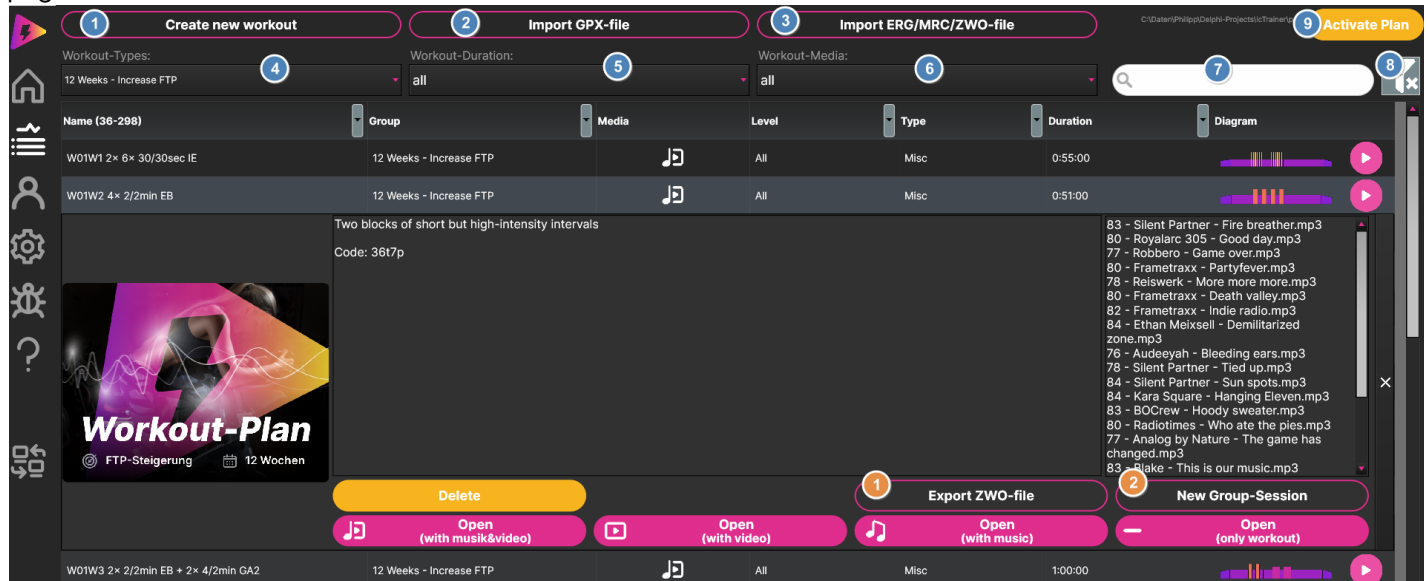 1 Create new workout
2 Import GPX-file
3 Import ERG/MRC/ZWO-file
C:\Daten\Philipp\Delphi-Projects\icTrainer\p
9 Activate Plan
Workout-Types:
Workout-Duration:
Workout-Media:
12 Weeks - Increase FTP 4
all 5
all 6
7
8
Name (36-298) Group Media Level Type Duration Diagram
W01W1 2× 6× 30/30sec IE 12 Weeks - Increase FTP All Misc 0:55:00
W01W2 4× 2/2min EB 12 Weeks - Increase FTP All Misc 0:51:00
Workout-Plan
FTP-Steigerung 12 Wochen
Two blocks of short but high-intensity intervals
Code: 36t7p
83 - Silent Partner - Fire breather.mp3
80 - Royalarc 305 - Good day.mp3
77 - Robbero - Game over.mp3
80 - Frametraxx - Partyfever.mp3
78 - Reiswerk - More more more.mp3
80 - Frametraxx - Death valley.mp3
82 - Frametraxx - Indie radio.mp3
84 - Ethan Meixsell - Demilitarized
zone.mp3
76 - Audeeyah - Bleeding ears.mp3
78 - Silent Partner - Tied up.mp3
84 - Silent Partner - Sun spots.mp3
84 - Kara Square - Hanging Eleven.mp3
83 - BOCrew - Hoody sweater.mp3
80 - Radiotimes - Who ate the pies.mp3
77 - Analog by Nature - The game has
changed.mp3
83 - Blake - This is our music.mp3
Delete
1 Export ZWO-file
2 New Group-Session
Open
(with musik&video)
Open
(with video)
Open
(with music)
Open
(only workout)
W01W3 2× 2/2min EB + 2× 4/2min GA2 12 Weeks - Increase FTP All Misc 1:00:00